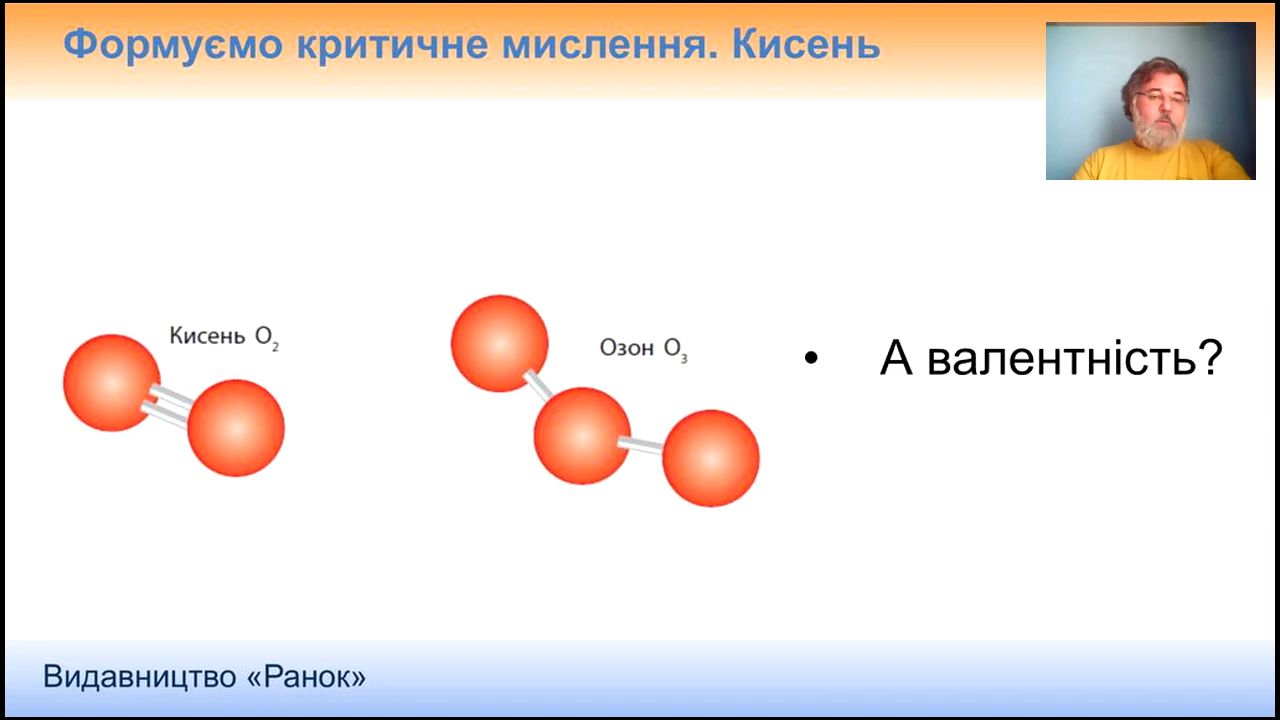 Формуємо критичне мислення. Кисень
Кисень O₂
Озон O₃
• А валентність?
Видавництво «Ранок»